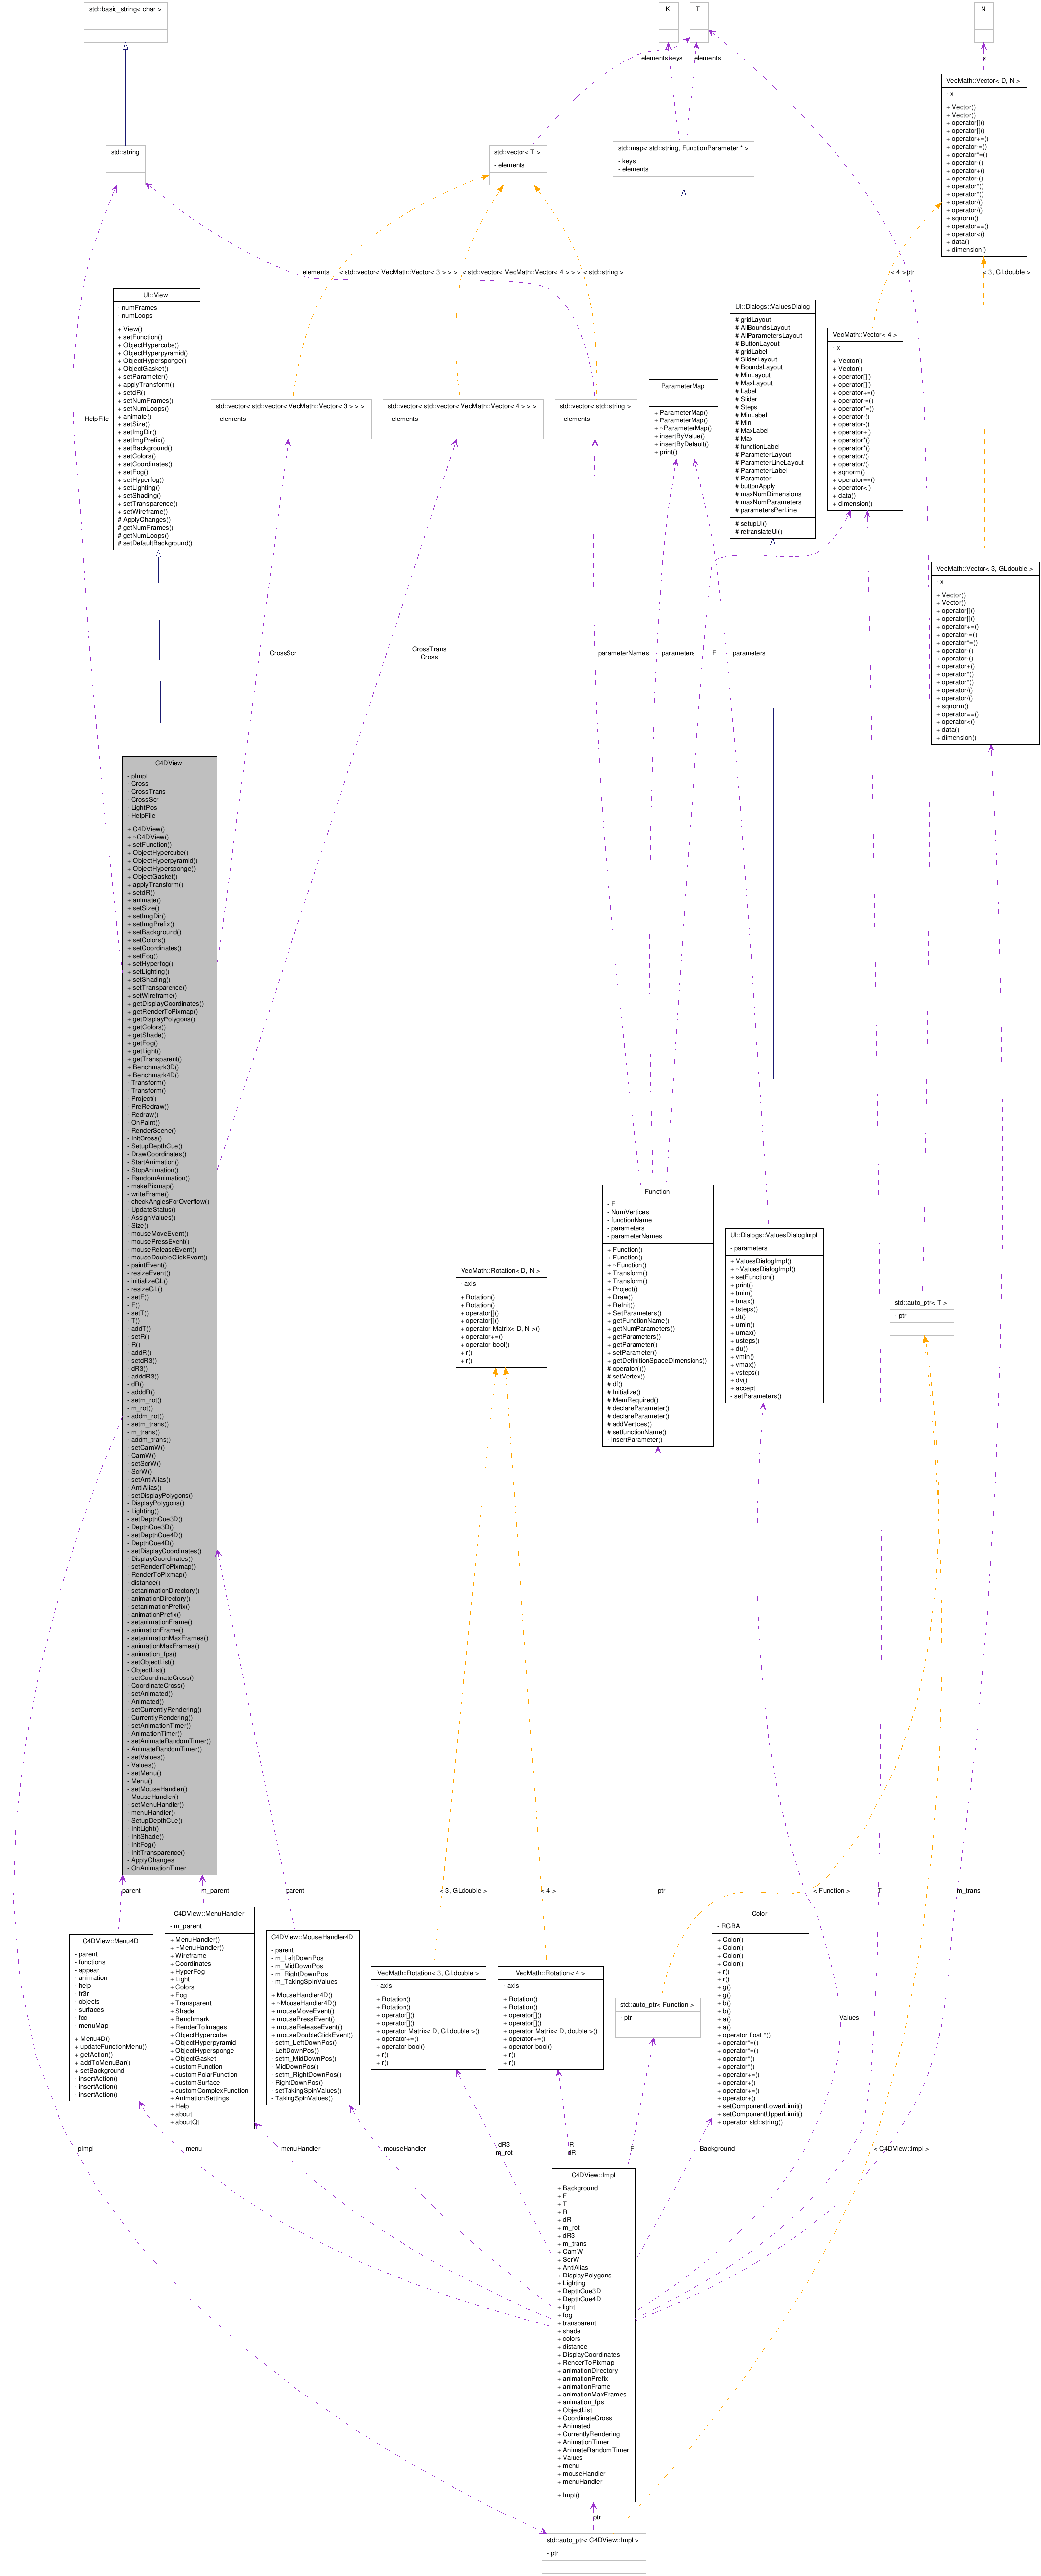 std::basic_string< char >
K
T
N
elements
keys
elements
x
VecMath::Vector< D, N >
- x
+ Vector()
+ Vector()
+ operator[]()
+ operator[]()
+ operator+=()
+ operator-=()
+ operator*=()
+ operator-()
+ operator+()
+ operator-()
+ operator*()
+ operator*()
+ operator/()
+ operator/()
+ sqnorm()
+ operator==()
+ operator<()
+ data()
+ dimension()
std::string
std::vector< T >
- elements
std::map< std::string, FunctionParameter * >
- keys
- elements
elements
< std::vector< VecMath::Vector< 3 > > >
< std::vector< VecMath::Vector< 4 > > >
< std::string >
< 4 >
ptr
< 3, GLdouble >
UI::View
- numFrames
- numLoops
+ View()
+ setFunction()
+ ObjectHypercube()
+ ObjectHyperpyramid()
+ ObjectHypersponge()
+ ObjectGasket()
+ setParameter()
+ applyTransform()
+ setdR()
+ setNumFrames()
+ setNumLoops()
+ animate()
+ setSize()
+ setImgDir()
+ setImgPrefix()
+ setBackground()
+ setColors()
+ setCoordinates()
+ setFog()
+ setHyperfog()
+ setLighting()
+ setShading()
+ setTransparence()
+ setWireframe()
# ApplyChanges()
# getNumFrames()
# getNumLoops()
# setDefaultBackground()
HelpFile
std::vector< std::vector< VecMath::Vector< 3 > > >
- elements
std::vector< std::vector< VecMath::Vector< 4 > > >
- elements
std::vector< std::string >
- elements
ParameterMap
+ ParameterMap()
+ ParameterMap()
+ ~ParameterMap()
+ insertByValue()
+ insertByDefault()
+ print()
UI::Dialogs::ValuesDialog
# gridLayout
# AllBoundsLayout
# AllParametersLayout
# ButtonLayout
# gridLabel
# SliderLayout
# BoundsLayout
# MinLayout
# MaxLayout
# Label
# Slider
# Steps
# MinLabel
# Min
# MaxLabel
# Max
# functionLabel
# ParameterLayout
# ParameterLineLayout
# ParameterLabel
# Parameter
# buttonApply
# maxNumDimensions
# maxNumParameters
# parametersPerLine
# setupUi()
# retranslateUi()
VecMath::Vector< 4 >
- x
+ Vector()
+ Vector()
+ operator[]()
+ operator[]()
+ operator+=()
+ operator-=()
+ operator*=()
+ operator-()
+ operator-()
+ operator+()
+ operator*()
+ operator*()
+ operator/()
+ operator/()
+ sqnorm()
+ operator==()
+ operator<()
+ data()
+ dimension()
VecMath::Vector< 3, GLdouble >
- x
+ Vector()
+ Vector()
+ operator[]()
+ operator[]()
+ operator+=()
+ operator-=()
+ operator*=()
+ operator-()
+ operator-()
+ operator+()
+ operator*()
+ operator*()
+ operator/()
+ operator/()
+ sqnorm()
+ operator==()
+ operator<()
+ data()
+ dimension()
CrossScr
CrossTrans
Cross
parameterNames
parameters
F
parameters
C4DView
- pImpl
- Cross
- CrossTrans
- CrossScr
- LightPos
- HelpFile
+ C4DView()
+ ~C4DView()
+ setFunction()
+ ObjectHypercube()
+ ObjectHyperpyramid()
+ ObjectHypersponge()
+ ObjectGasket()
+ applyTransform()
+ setdR()
+ animate()
+ setSize()
+ setImgDir()
+ setImgPrefix()
+ setBackground()
+ setColors()
+ setCoordinates()
+ setFog()
+ setHyperfog()
+ setLighting()
+ setShading()
+ setTransparence()
+ setWireframe()
+ getDisplayCoordinates()
+ getRenderToPixmap()
+ getDisplayPolygons()
+ getColors()
+ getShade()
+ getFog()
+ getLight()
+ getTransparent()
+ Benchmark3D()
+ Benchmark4D()
- Transform()
- Transform()
- Project()
- PreRedraw()
- Redraw()
- OnPaint()
- RenderScene()
- InitCross()
- SetupDepthCue()
- DrawCoordinates()
- StartAnimation()
- StopAnimation()
- RandomAnimation()
- makePixmap()
- writeFrame()
- checkAnglesForOverflow()
- UpdateStatus()
- AssignValues()
- Size()
- mouseMoveEvent()
- mousePressEvent()
- mouseReleaseEvent()
- mouseDoubleClickEvent()
- paintEvent()
- resizeEvent()
- initializeGL()
- resizeGL()
- setF()
- F()
- setT()
- T()
- addT()
- setR()
- R()
- addR()
- setdR3()
- dR3()
- adddR3()
- dR()
- adddR()
- setm_rot()
- m_rot()
- addm_rot()
- setm_trans()
- m_trans()
- addm_trans()
- setCamW()
- CamW()
- setScrW()
- ScrW()
- setAntiAlias()
- AntiAlias()
- setDisplayPolygons()
- DisplayPolygons()
- Lighting()
- setDepthCue3D()
- DepthCue3D()
- setDepthCue4D()
- DepthCue4D()
- setDisplayCoordinates()
- DisplayCoordinates()
- setRenderToPixmap()
- RenderToPixmap()
- distance()
- setanimationDirectory()
- animationDirectory()
- setanimationPrefix()
- animationPrefix()
- setanimationFrame()
- animationFrame()
- setanimationMaxFrames()
- animationMaxFrames()
- animation_fps()
- setObjectList()
- ObjectList()
- setCoordinateCross()
- CoordinateCross()
- setAnimated()
- Animated()
- setCurrentlyRendering()
- CurrentlyRendering()
- setAnimationTimer()
- AnimationTimer()
- setAnimateRandomTimer()
- AnimateRandomTimer()
- setValues()
- Values()
- setMenu()
- Menu()
- setMouseHandler()
- MouseHandler()
- setMenuHandler()
- menuHandler()
- SetupDepthCue()
- InitLight()
- InitShade()
- InitFog()
- InitTransparence()
- ApplyChanges
- OnAnimationTimer
Function
- F
- NumVertices
- functionName
- parameters
- parameterNames
+ Function()
+ Function()
+ ~Function()
+ Transform()
+ Transform()
+ Project()
+ Draw()
+ ReInit()
+ SetParameters()
+ getFunctionName()
+ getNumParameters()
+ getParameters()
+ getParameter()
+ setParameter()
+ getDefinitionSpaceDimensions()
# operator()()
# setVertex()
# df()
# Initialize()
# MemRequired()
# declareParameter()
# declareParameter()
# addVertices()
# setfunctionName()
- insertParameter()
UI::Dialogs::ValuesDialogImpl
- parameters
+ ValuesDialogImpl()
+ ~ValuesDialogImpl()
+ setFunction()
+ print()
+ tmin()
+ tmax()
+ tsteps()
+ dt()
+ umin()
+ umax()
+ usteps()
+ du()
+ vmin()
+ vmax()
+ vsteps()
+ dv()
+ accept
- setParameters()
VecMath::Rotation< D, N >
- axis
+ Rotation()
+ Rotation()
+ operator[]()
+ operator[]()
+ operator Matrix< D, N >()
+ operator+=()
+ operator bool()
+ r()
+ r()
std::auto_ptr< T >
- ptr
parent
m_parent
parent
< 3, GLdouble >
< 4 >
ptr
< Function >
T
m_trans
C4DView::Menu4D
- parent
- functions
- appear
- animation
- help
- fr3r
- objects
- surfaces
- fcc
- menuMap
+ Menu4D()
+ updateFunctionMenu()
+ getAction()
+ addToMenuBar()
+ setBackground
- insertAction()
- insertAction()
- insertAction()
C4DView::MenuHandler
- m_parent
+ MenuHandler()
+ ~MenuHandler()
+ Wireframe
+ Coordinates
+ HyperFog
+ Light
+ Colors
+ Fog
+ Transparent
+ Shade
+ Benchmark
+ RenderToImages
+ ObjectHypercube
+ ObjectHyperpyramid
+ ObjectHypersponge
+ ObjectGasket
+ customFunction
+ customPolarFunction
+ customSurface
+ customComplexFunction
+ AnimationSettings
+ Help
+ about
+ aboutQt
C4DView::MouseHandler4D
- parent
- m_LeftDownPos
- m_MidDownPos
- m_RightDownPos
- m_TakingSpinValues
+ MouseHandler4D()
+ ~MouseHandler4D()
+ mouseMoveEvent()
+ mousePressEvent()
+ mouseReleaseEvent()
+ mouseDoubleClickEvent()
- setm_LeftDownPos()
- LeftDownPos()
- setm_MidDownPos()
- MidDownPos()
- setm_RightDownPos()
- RightDownPos()
- setTakingSpinValues()
- TakingSpinValues()
VecMath::Rotation< 3, GLdouble >
- axis
+ Rotation()
+ Rotation()
+ operator[]()
+ operator[]()
+ operator Matrix< D, GLdouble >()
+ operator+=()
+ operator bool()
+ r()
+ r()
VecMath::Rotation< 4 >
- axis
+ Rotation()
+ Rotation()
+ operator[]()
+ operator[]()
+ operator Matrix< D, double >()
+ operator+=()
+ operator bool()
+ r()
+ r()
std::auto_ptr< Function >
- ptr
Color
- RGBA
+ Color()
+ Color()
+ Color()
+ Color()
+ r()
+ r()
+ g()
+ g()
+ b()
+ b()
+ a()
+ a()
+ operator float *()
+ operator*=()
+ operator*=()
+ operator*()
+ operator*()
+ operator+=()
+ operator+()
+ operator+=()
+ operator+()
+ setComponentLowerLimit()
+ setComponentUpperLimit()
+ operator std::string()
Values
pImpl
menu
menuHandler
mouseHandler
dR3
m_rot
R
dR
F
Background
< C4DView::Impl >
C4DView::Impl
+ Background
+ F
+ T
+ R
+ dR
+ m_rot
+ dR3
+ m_trans
+ CamW
+ ScrW
+ AntiAlias
+ DisplayPolygons
+ Lighting
+ DepthCue3D
+ DepthCue4D
+ light
+ fog
+ transparent
+ shade
+ colors
+ distance
+ DisplayCoordinates
+ RenderToPixmap
+ animationDirectory
+ animationPrefix
+ animationFrame
+ animationMaxFrames
+ animation_fps
+ ObjectList
+ CoordinateCross
+ Animated
+ CurrentlyRendering
+ AnimationTimer
+ AnimateRandomTimer
+ Values
+ menu
+ mouseHandler
+ menuHandler
+ Impl()
ptr
std::auto_ptr< C4DView::Impl >
- ptr